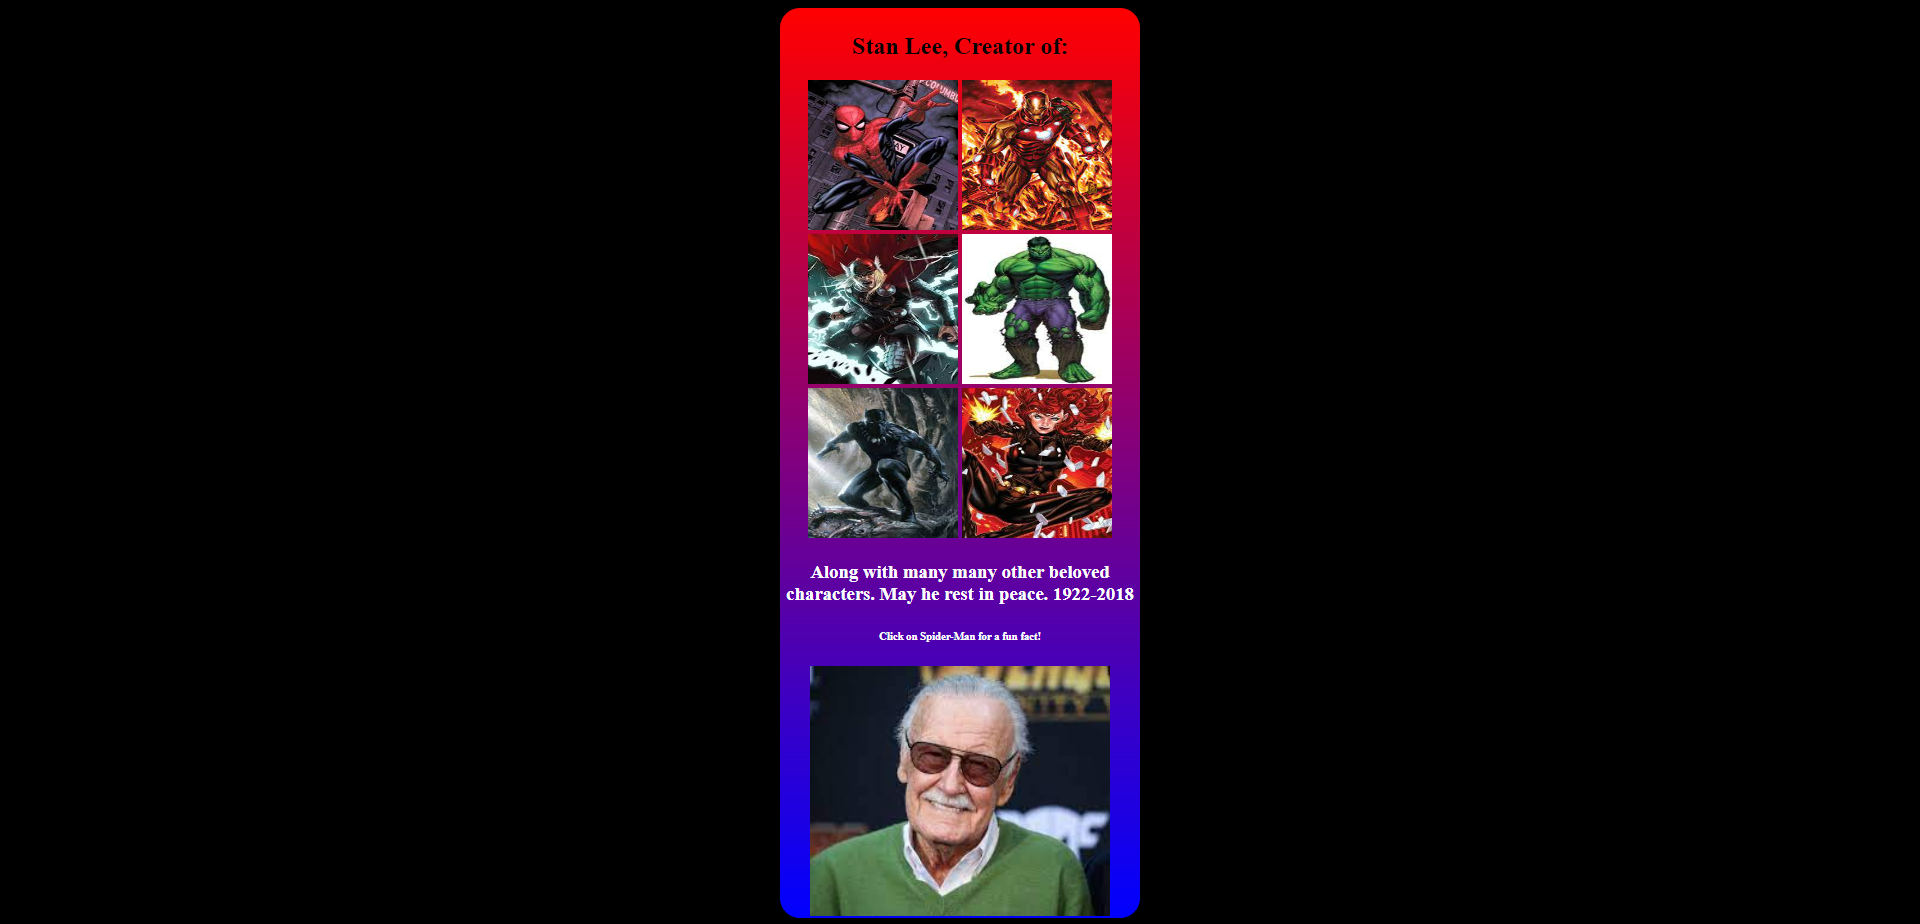 Stan Lee, Creator of:
COLUMBU
Along with many many other beloved
characters. May he rest in peace. 1922-2018
Click on Spider-Man for a fun fact!